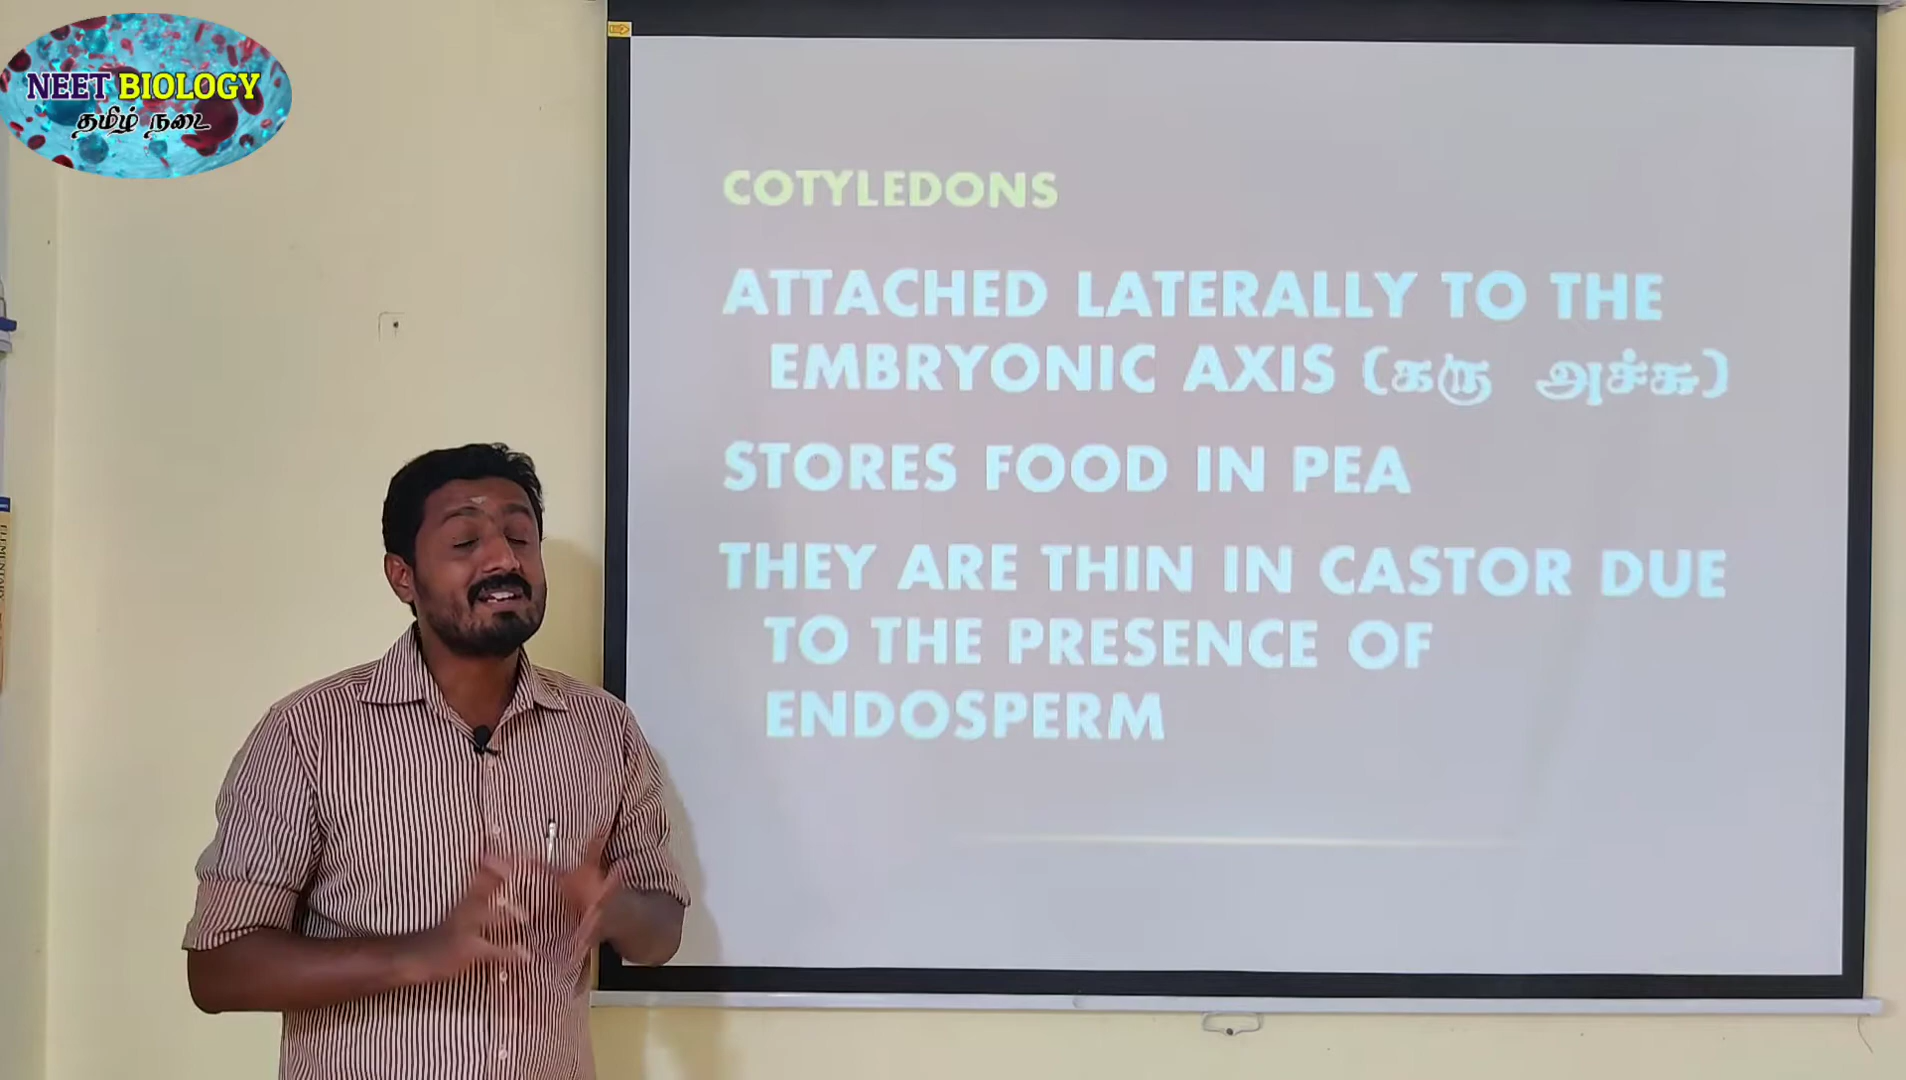 NEET BIOLOGY
தமிழ் நடை
COTYLEDONS
ATTACHED LATERALLY TO THE
EMBRYONIC AXIS (கரு அச்சு)
STORES FOOD IN PEA
THEY ARE THIN IN CASTOR DUE
TO THE PRESENCE OF
ENDOSPERM